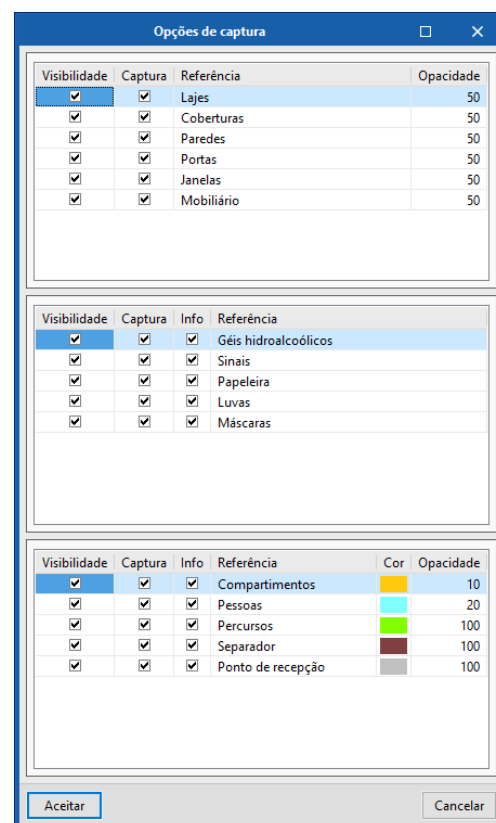 Opções de captura
Visibilidade Captura Referência Opacidade
Lajes 50
Coberturas 50
Paredes 50
Portas 50
Janelas 50
Mobiliário 50
Visibilidade Captura Info Referência
Géis hidroalcoólicos
Sinais
Papeleira
Luvas
Máscaras
Visibilidade Captura Info Referência Cor Opacidade
Compartimentos 10
Pessoas 20
Percursos 100
Separador 100
Ponto de recepção 100
Aceitar Cancelar